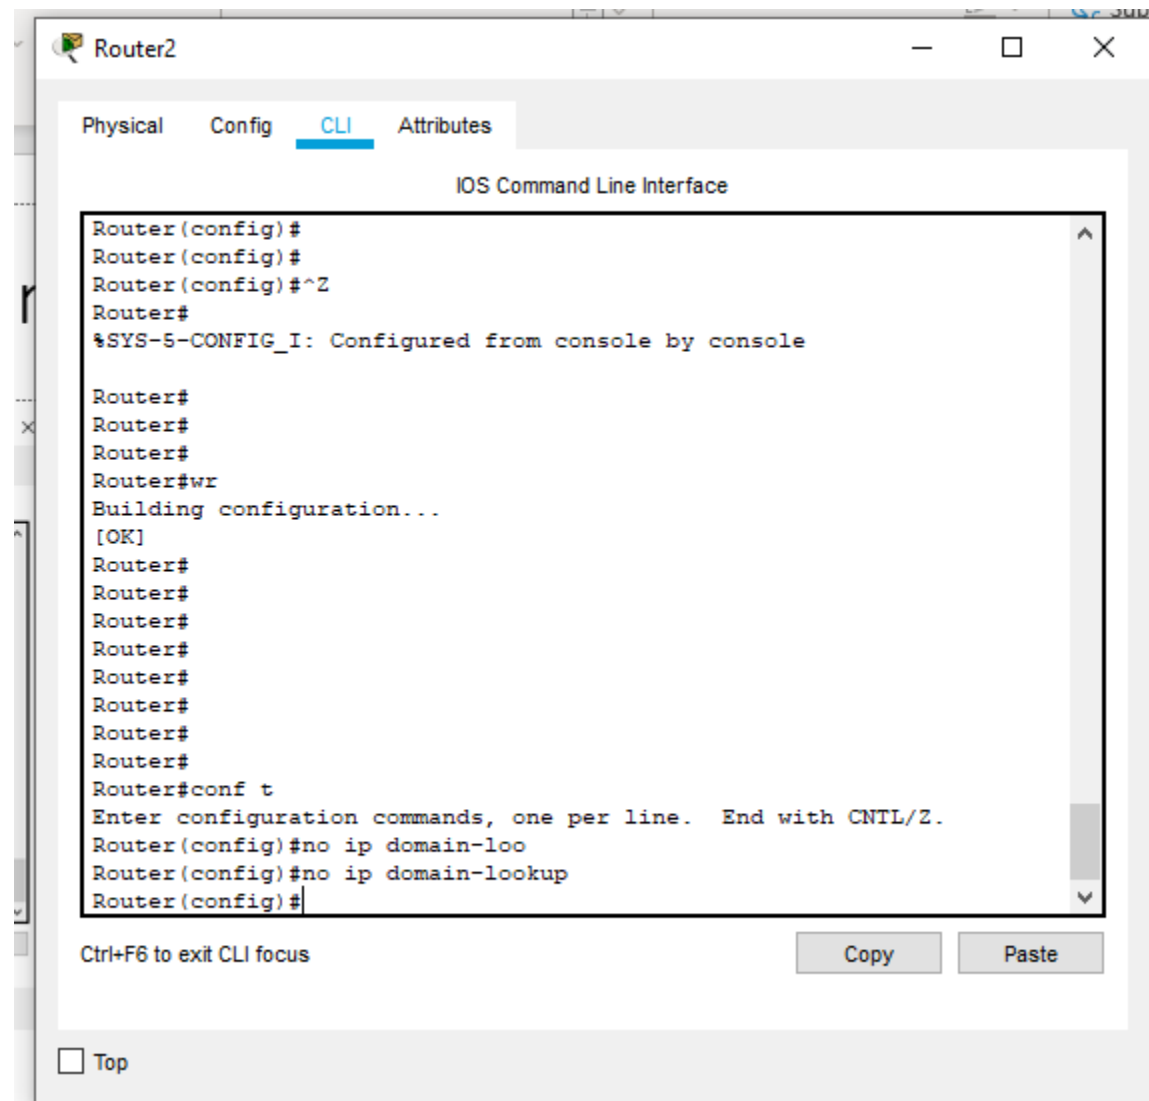 Router2
Physical Config CLI Attributes
IOS Command Line Interface
Router(config)#
Router(config)#
Router(config)#^Z
Router#
%SYS-5-CONFIG_I: Configured from console by console
Router#
Router#
Router#
Router#wr
Building configuration...
[OK]
Router#
Router#
Router#
Router#
Router#
Router#
Router#
Router#
Router#conf t
Enter configuration commands, one per line.  End with CNTL/Z.
Router(config)#no ip domain-loo
Router(config)#no ip domain-lookup
Router(config)#
Ctrl+F6 to exit CLI focus
Copy Paste
Top